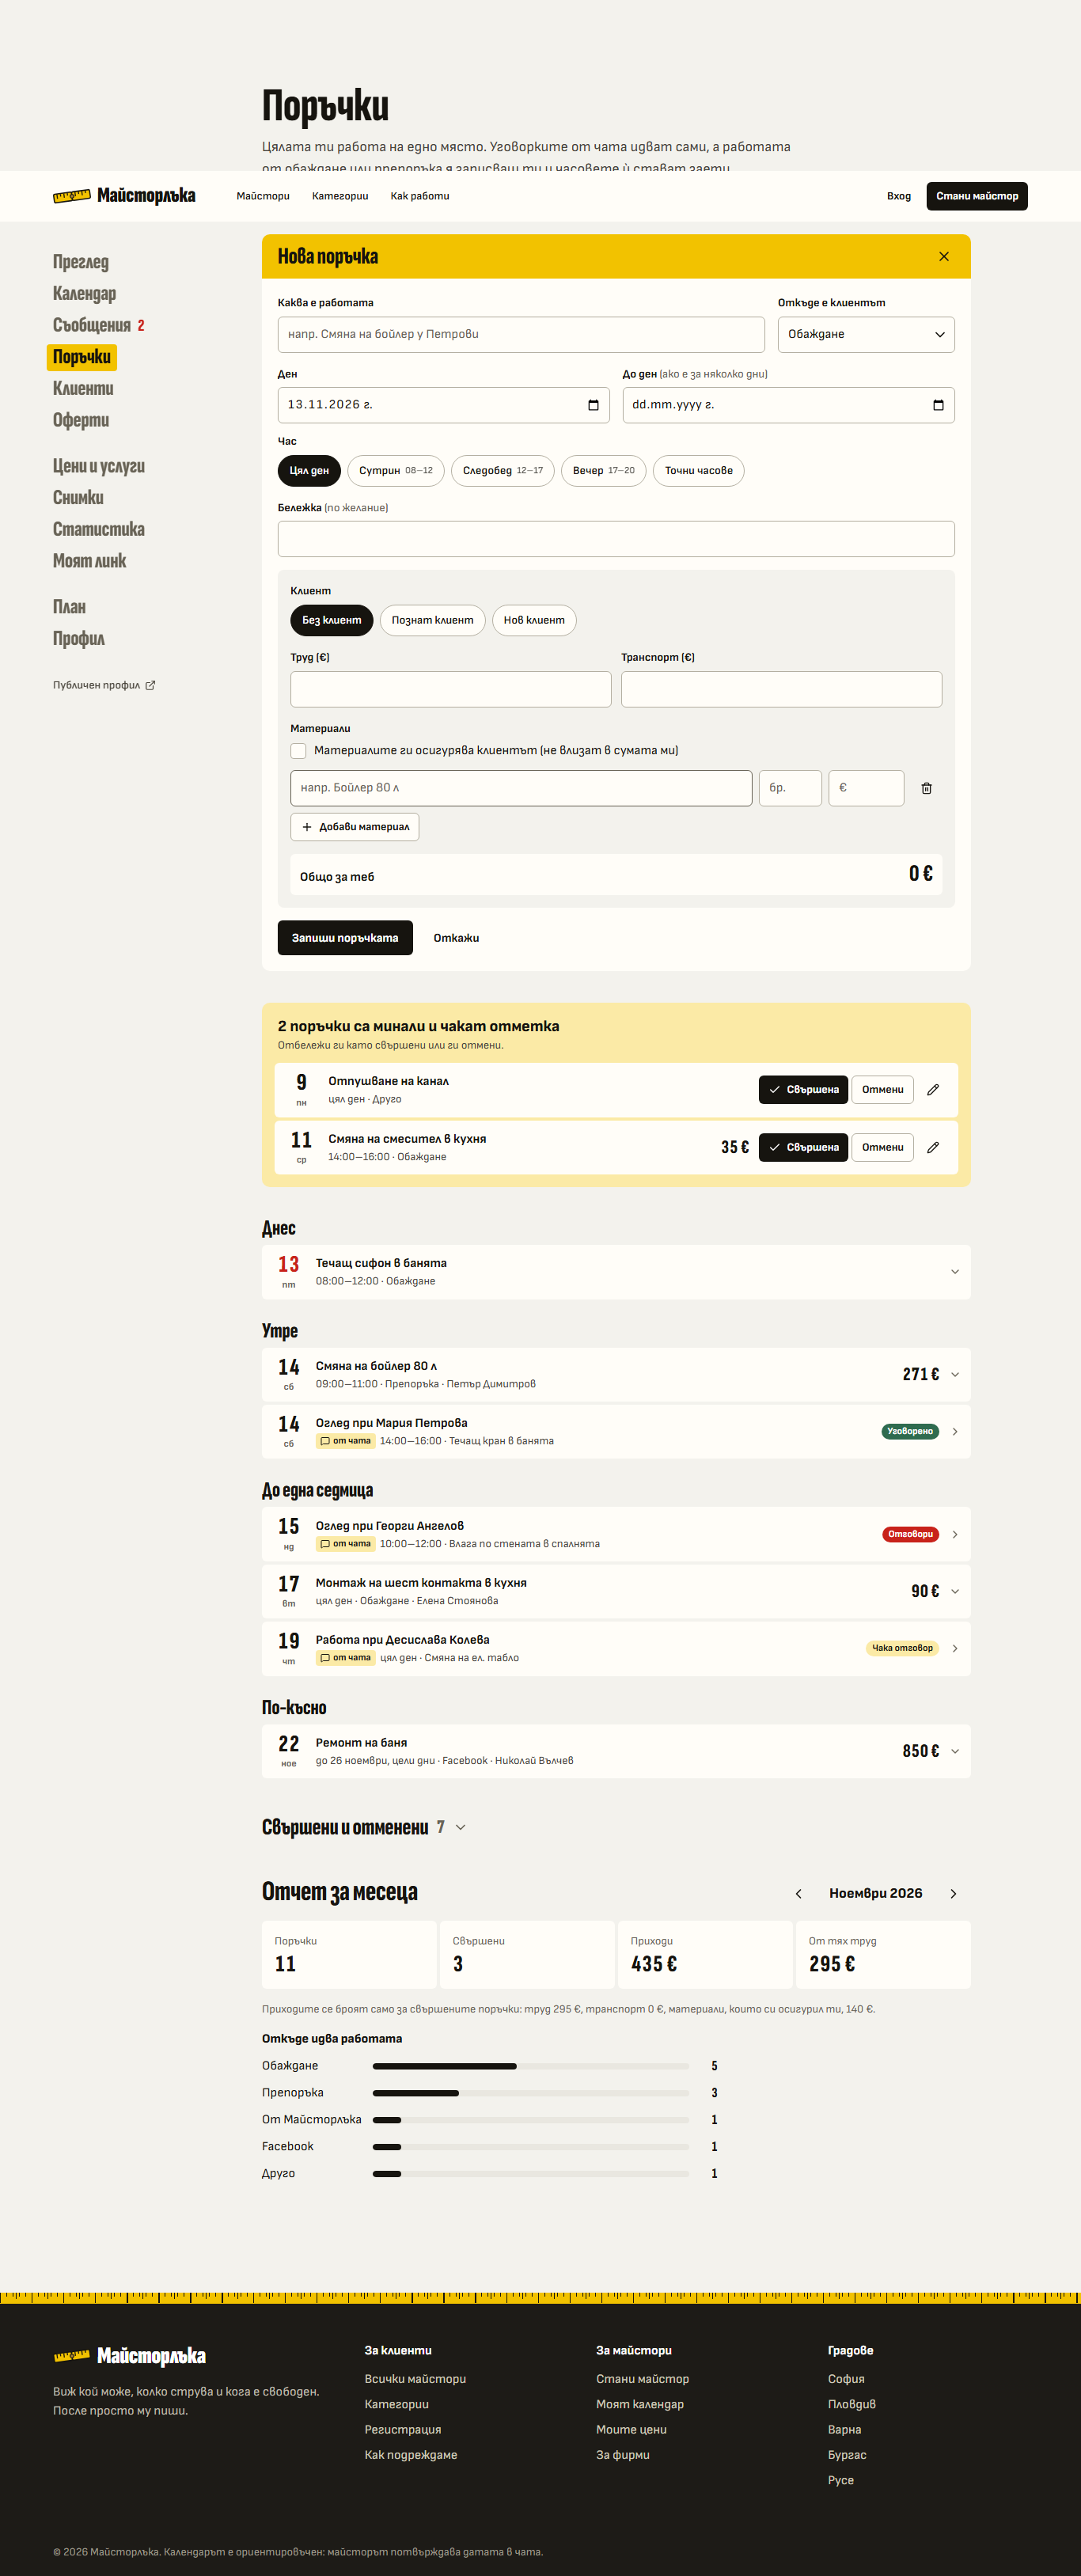 Поръчки
Цялата ти работа на едно място. Уговорките от чата идват сами, а работата
от обаждане или препоръка я записваш ти и часовете ѝ стават заети.
Майсторлъка
Майстори
Категории
Как работи
Вход
Стани майстор
Преглед
Календар
Съобщения 2
Поръчки
Клиенти
Оферти
Цени и услуги
Снимки
Статистика
Моят линк
План
Профил
Публичен профил
Нова поръчка
Каква е работата
Откъде е клиентът
напр. Смяна на бойлер у Петрови
Обаждане
Ден
До ден (ако е за няколко дни)
13.11.2026 г.
dd.mm.yyyy г.
Час
Цял ден
Сутрин 08–12
Следобед 12–17
Вечер 17–20
Точни часове
Бележка (по желание)
Клиент
Без клиент
Познат клиент
Нов клиент
Труд (€)
Транспорт (€)
Материали
Материалите ги осигурява клиентът (не влизат в сумата ми)
напр. Бойлер 80 л
бр.
€
Добави материал
Общо за теб
0 €
Запиши поръчката
Откажи
2 поръчки са минали и чакат отметка
Отбележи ги като свършени или ги отмени.
9
пн
Отпушване на канал
цял ден · Друго
Свършена
Отмени
11
ср
Смяна на смесител в кухня
14:00–16:00 · Обаждане
35 €
Свършена
Отмени
Днес
13
пт
Течащ сифон в банята
08:00–12:00 · Обаждане
Утре
14
сб
Смяна на бойлер 80 л
09:00–11:00 · Препоръка · Петър Димитров
271 €
14
сб
Оглед при Мария Петрова
от чата 14:00–16:00 · Течащ кран в банята
Уговорено
До една седмица
15
нд
Оглед при Георги Ангелов
от чата 10:00–12:00 · Влага по стената в спалнята
Отговори
17
вт
Монтаж на шест контакта в кухня
цял ден · Обаждане · Елена Стоянова
90 €
19
чт
Работа при Десислава Колева
от чата цял ден · Смяна на ел. табло
Чака отговор
По-късно
22
ное
Ремонт на баня
до 26 ноември, цели дни · Facebook · Николай Вълчев
850 €
Свършени и отменени 7
Отчет за месеца
Ноември 2026
Поръчки
11
Свършени
3
Приходи
435 €
От тях труд
295 €
Приходите се броят само за свършените поръчки: труд 295 €, транспорт 0 €, материали, които си осигурил ти, 140 €.
Откъде идва работата
Обаждане 5
Препоръка 3
От Майсторлъка 1
Facebook 1
Друго 1
Майсторлъка
Виж кой може, колко струва и кога е свободен.
После просто му пиши.
За клиенти
Всички майстори
Категории
Регистрация
Как подреждаме
За майстори
Стани майстор
Моят календар
Моите цени
За фирми
Градове
София
Пловдив
Варна
Бургас
Русе
© 2026 Майсторлъка. Календарът е ориентировъчен: майсторът потвърждава датата в чата.